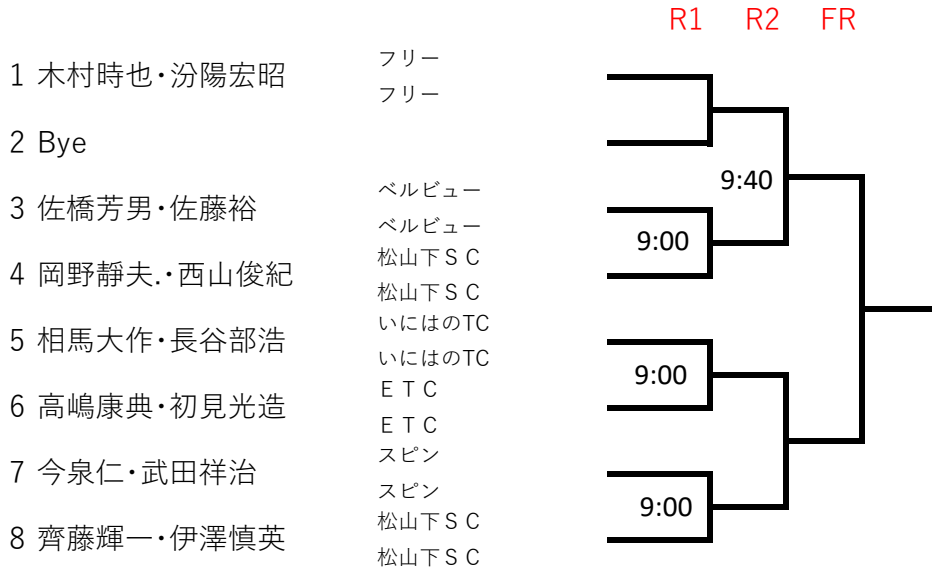 R1 R2 FR
1 木村時也・汾陽宏昭 フリー
フリー
2 Bye
9:40
3 佐橋芳男・佐藤裕 ベルビュー
ベルビュー
9:00
4 岡野靜夫.・西山俊紀 松山下ＳＣ
松山下ＳＣ
5 相馬大作・長谷部浩 いにはのTC
いにはのTC
9:00
6 高嶋康典・初見光造 ＥＴＣ
ＥＴＣ
7 今泉仁・武田祥治 スピン
スピン
9:00
8 齊藤輝一・伊澤慎英 松山下ＳＣ
松山下ＳＣ